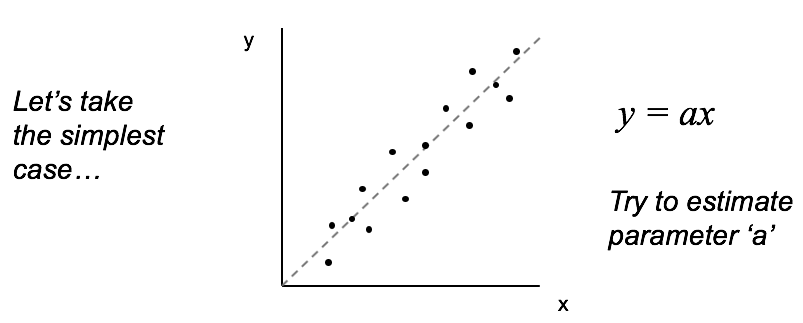 y
Let’s take
the simplest
case…
y = ax
Try to estimate
parameter ‘a’
x